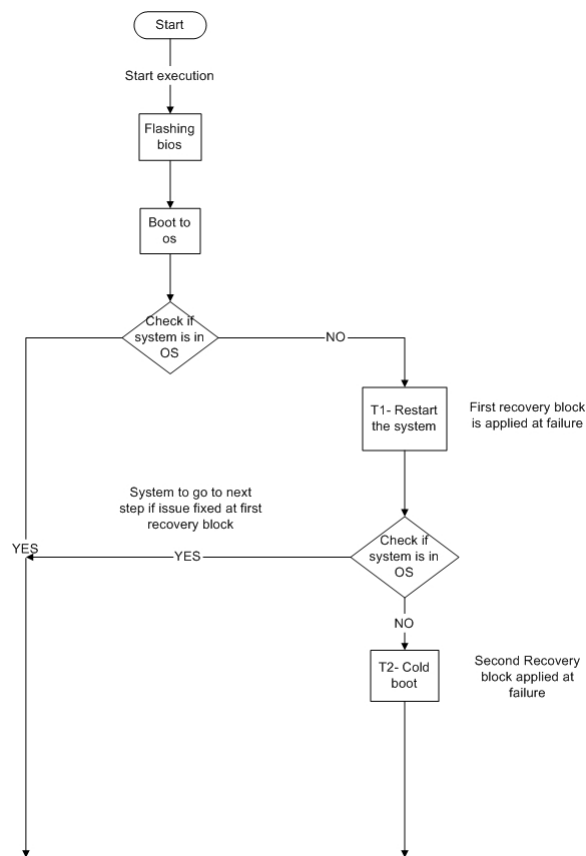 Start
Start execution
Flashing
bios
Boot to
os
Check if
system is in
OS
NO
T1- Restart
the system
First recovery block
is applied at failure
System to go to next
step if issue fixed at first
recovery block
YES
YES
Check if
system is in
OS
NO
T2- Cold
boot
Second Recovery
block applied at
failure